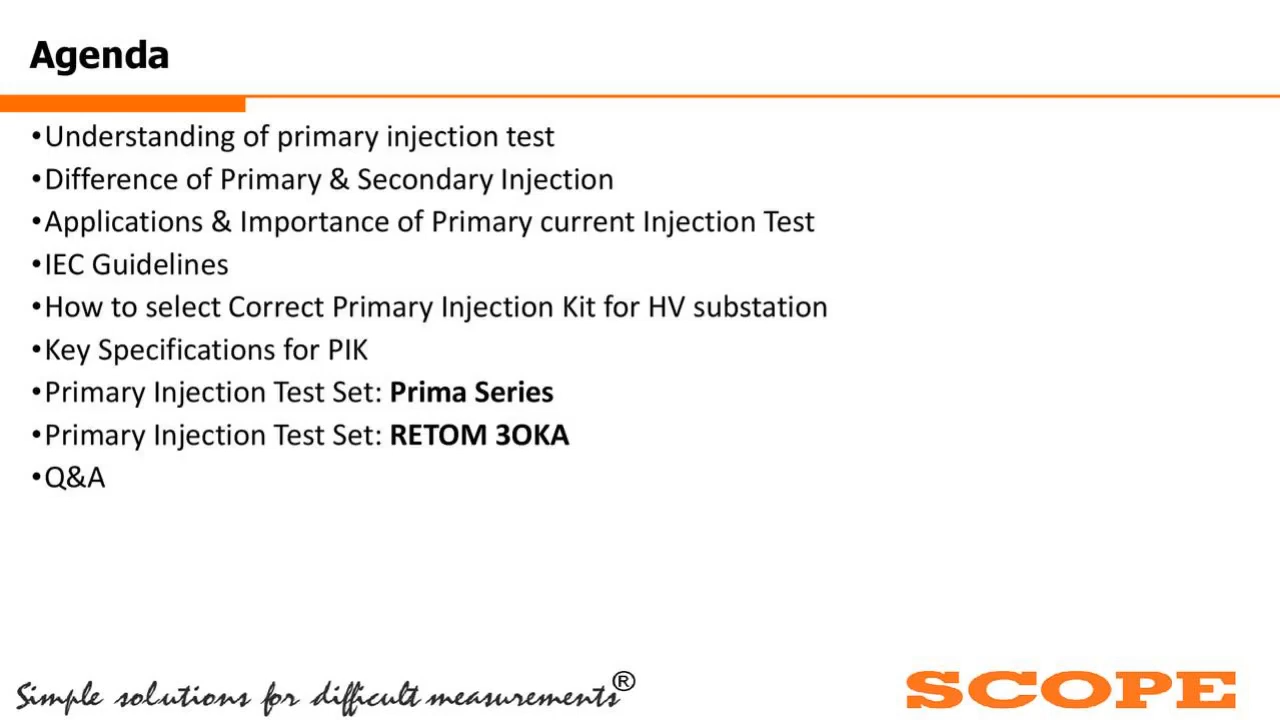 Agenda
•Understanding of primary injection test
•Difference of Primary & Secondary Injection
•Applications & Importance of Primary current Injection Test
•IEC Guidelines
•How to select Correct Primary Injection Kit for HV substation
•Key Specifications for PIK
•Primary Injection Test Set: Prima Series
•Primary Injection Test Set: RETOM 3OKA
•Q&A
Simple solutions for difficult measurements®
SCOPE